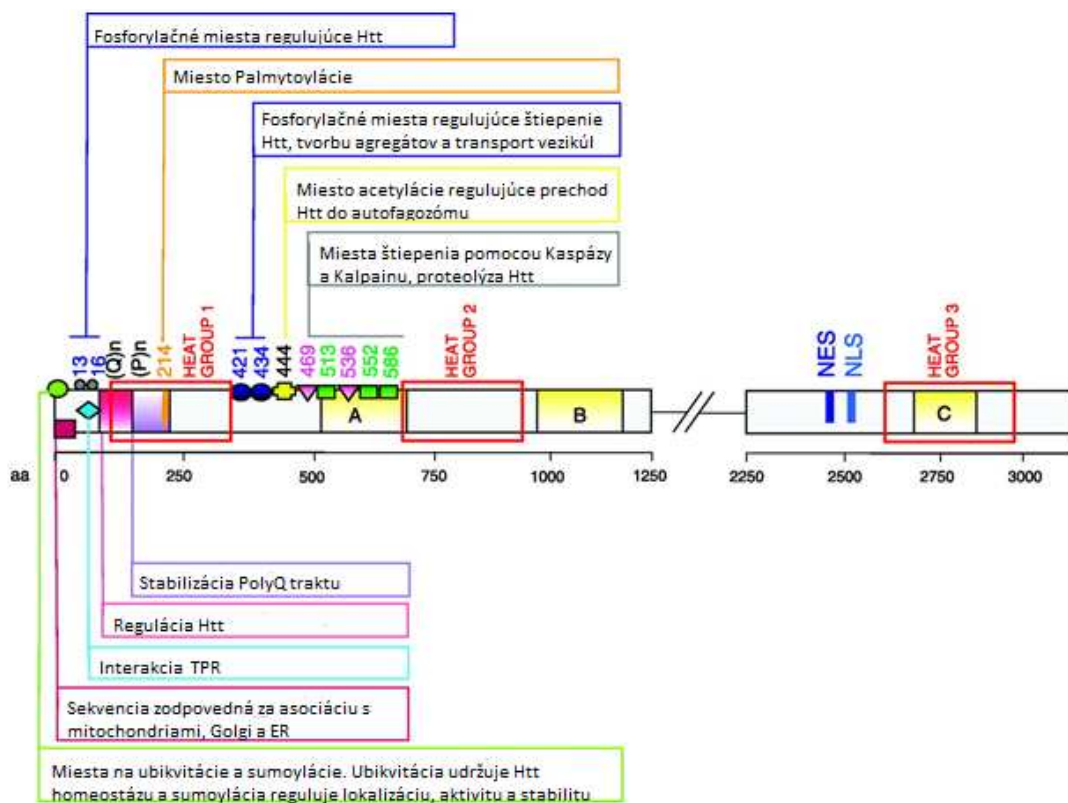 Fosforylačné miesta regulujúce Htt
Miesto Palmytoylácie
Fosforylačné miesta regulujúce štiepenie
Htt, tvorbu agregátov a transport vezikúl
Miesto acetylácie regulujúce prechod
Htt do autofagozómu
Miesta štiepenia pomocou Kaspázy
a Kalpainu, proteolýza Htt
13
16
(Q)n
(P)n
214
HEAT
GROUP 1
421
434
444
469
513
536
552
586
HEAT
GROUP 2
NES
NLS
HEAT
GROUP 3
A
B
C
aa 0 250 500 750 1000 1250 2250 2500 2750 3000
Stabilizácia PolyQ traktu
Regulácia Htt
Interakcia TPR
Sekvencia zodpovedná za asociáciu s
mitochondriami, Golgi a ER
Miesta na ubikvitácie a sumoylácie. Ubikvitácia udržuje Htt
homeostázu a sumoylácia reguluje lokalizáciu, aktivitu a stabilitu